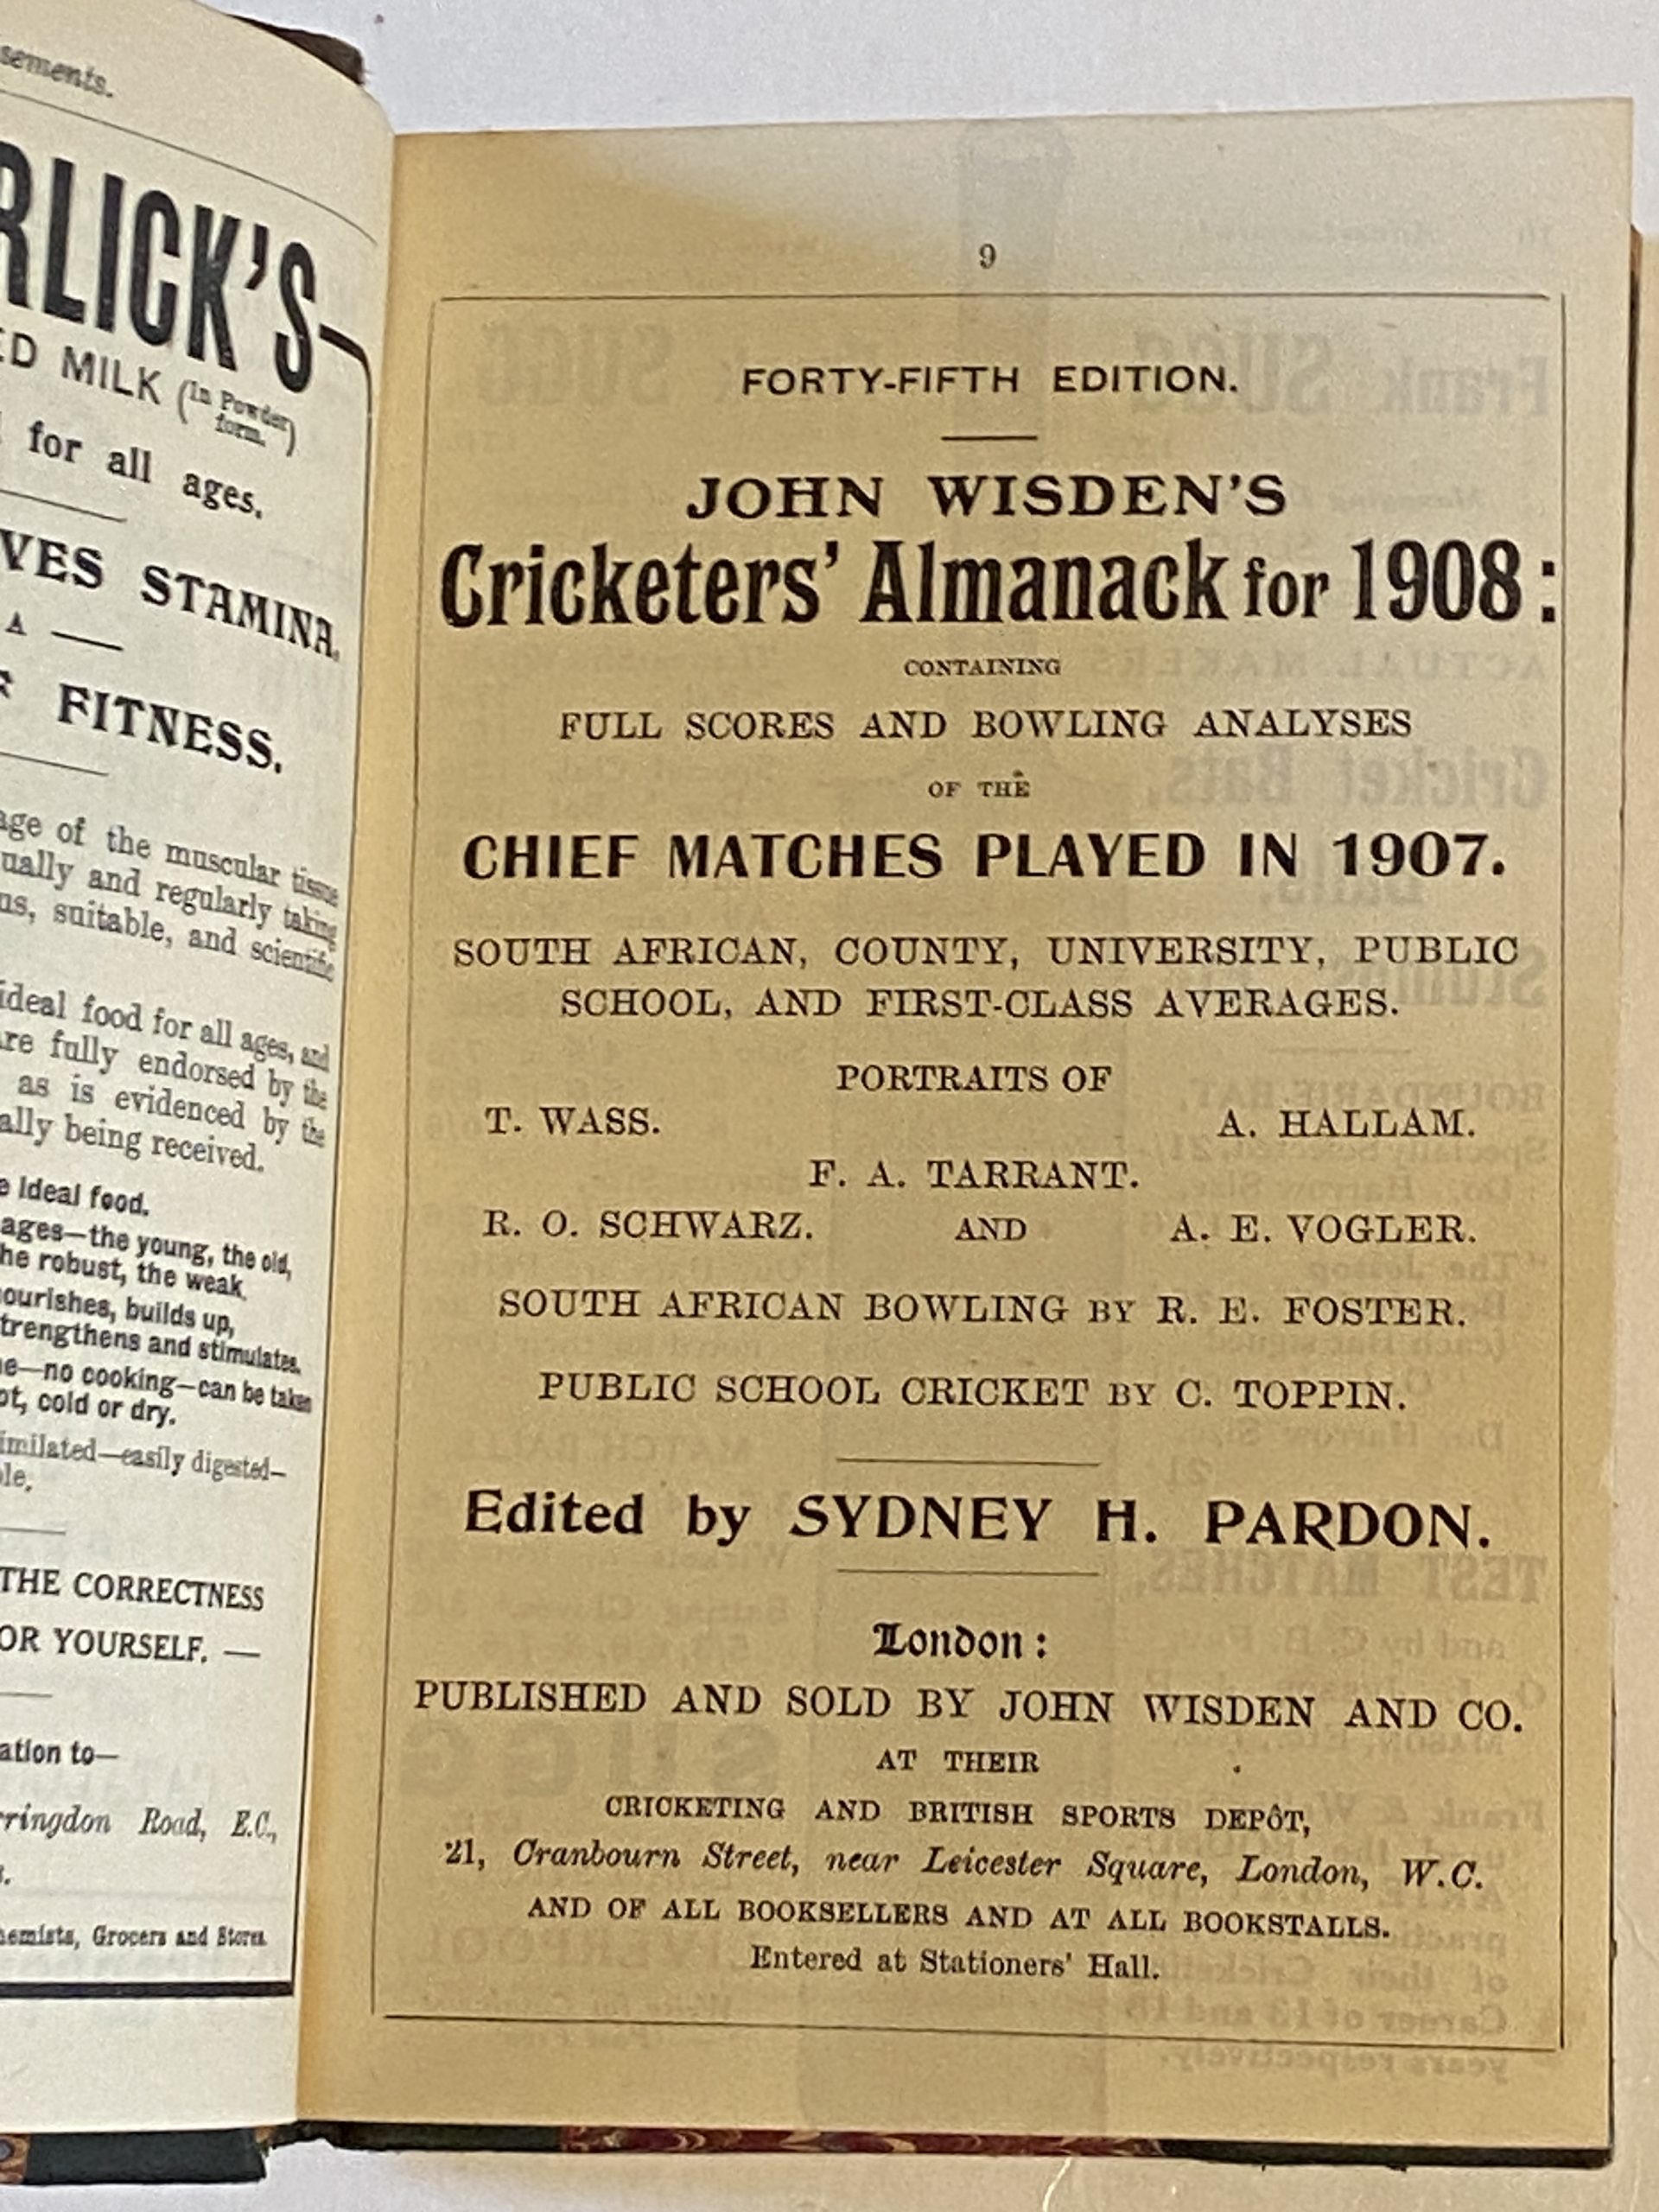 sements.
RLICK'S
ED MILK (in Powder form.)
for all ages.
VES STAMINA.
A
F FITNESS.
age of the muscular tissue
ually and regularly taking
us, suitable, and scientific
ideal food for all ages, and
are fully endorsed by the
as is evidenced by the
ally being received.
e ideal food.
ages—the young, the old,
he robust, the weak.
nourishes, builds up,
trengthens and stimulates.
ne—no cooking—can be taken
ot, cold or dry.
similated—easily digested—
ole.
THE CORRECTNESS
OR YOURSELF. —
ation to—
rringdon Road, E.C.,
s.
hemists, Grocers and Stores.
9
FORTY-FIFTH EDITION.
JOHN WISDEN'S
Cricketers' Almanack for 1908:
CONTAINING
FULL SCORES AND BOWLING ANALYSES
OF THE
CHIEF MATCHES PLAYED IN 1907.
SOUTH AFRICAN, COUNTY, UNIVERSITY, PUBLIC
SCHOOL, AND FIRST-CLASS AVERAGES.
PORTRAITS OF
T. WASS. A. HALLAM.
F. A. TARRANT.
R. O. SCHWARZ. AND A. E. VOGLER.
SOUTH AFRICAN BOWLING BY R. E. FOSTER.
PUBLIC SCHOOL CRICKET BY C. TOPPIN.
Edited by SYDNEY H. PARDON.
London:
PUBLISHED AND SOLD BY JOHN WISDEN AND CO.
AT THEIR
CRICKETING AND BRITISH SPORTS DEPÔT,
21, Cranbourn Street, near Leicester Square, London, W.C.
AND OF ALL BOOKSELLERS AND AT ALL BOOKSTALLS.
Entered at Stationers' Hall.